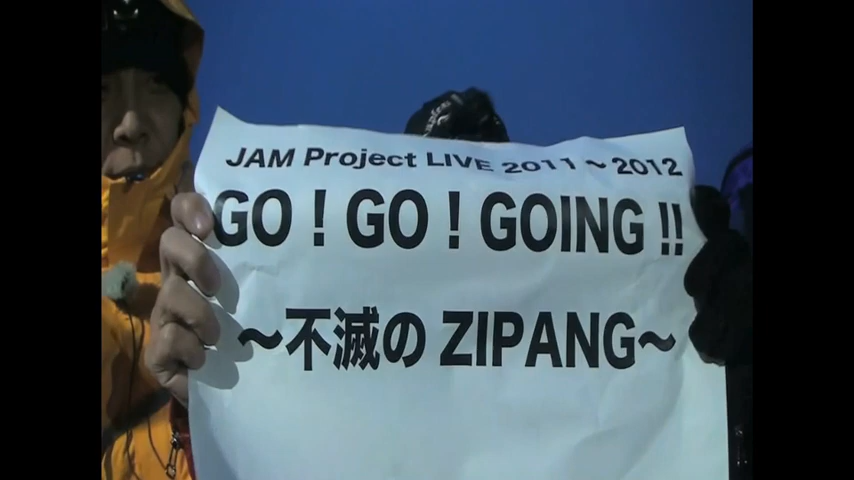 JAM Project LIVE 2011～2012
GO！GO！GOING !!
～不滅の ZIPANG～